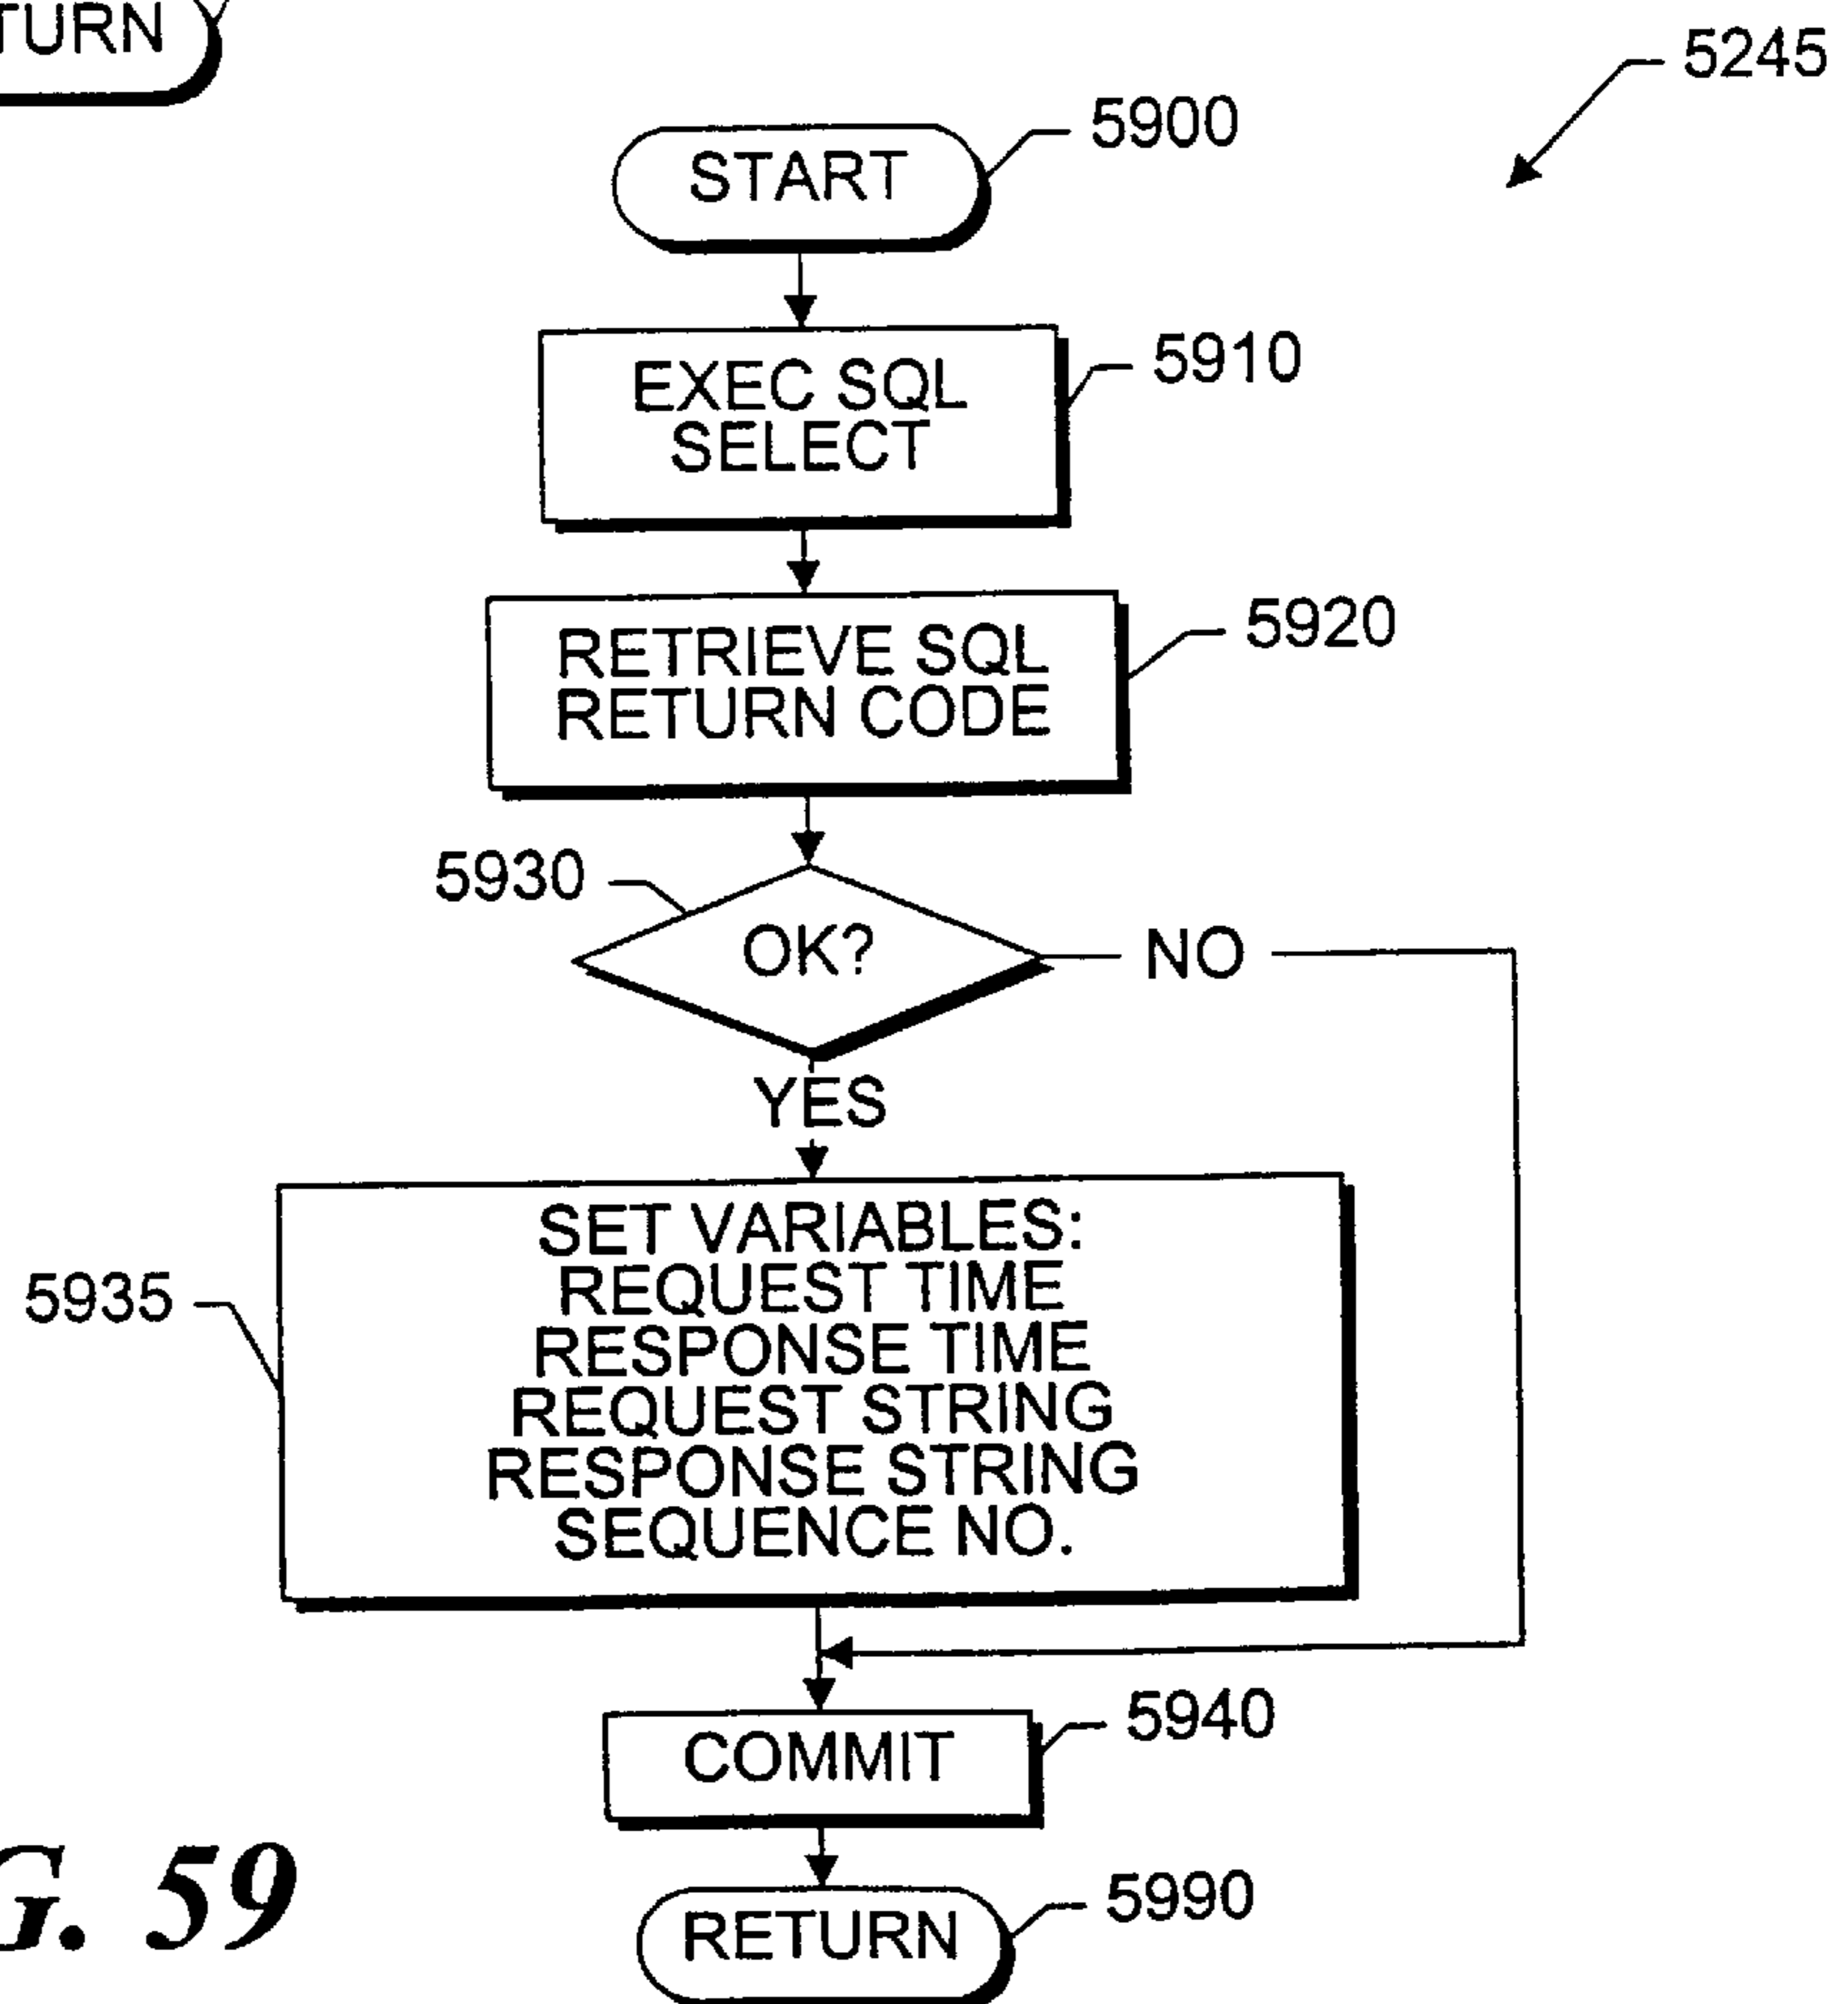 TURN
5245
5900
START
5910
EXEC SQL
SELECT
5920
RETRIEVE SQL
RETURN CODE
5930
OK?
NO
YES
5935
SET VARIABLES:
REQUEST TIME
RESPONSE TIME
REQUEST STRING
RESPONSE STRING
SEQUENCE NO.
5940
COMMIT
5990
RETURN
G. 59